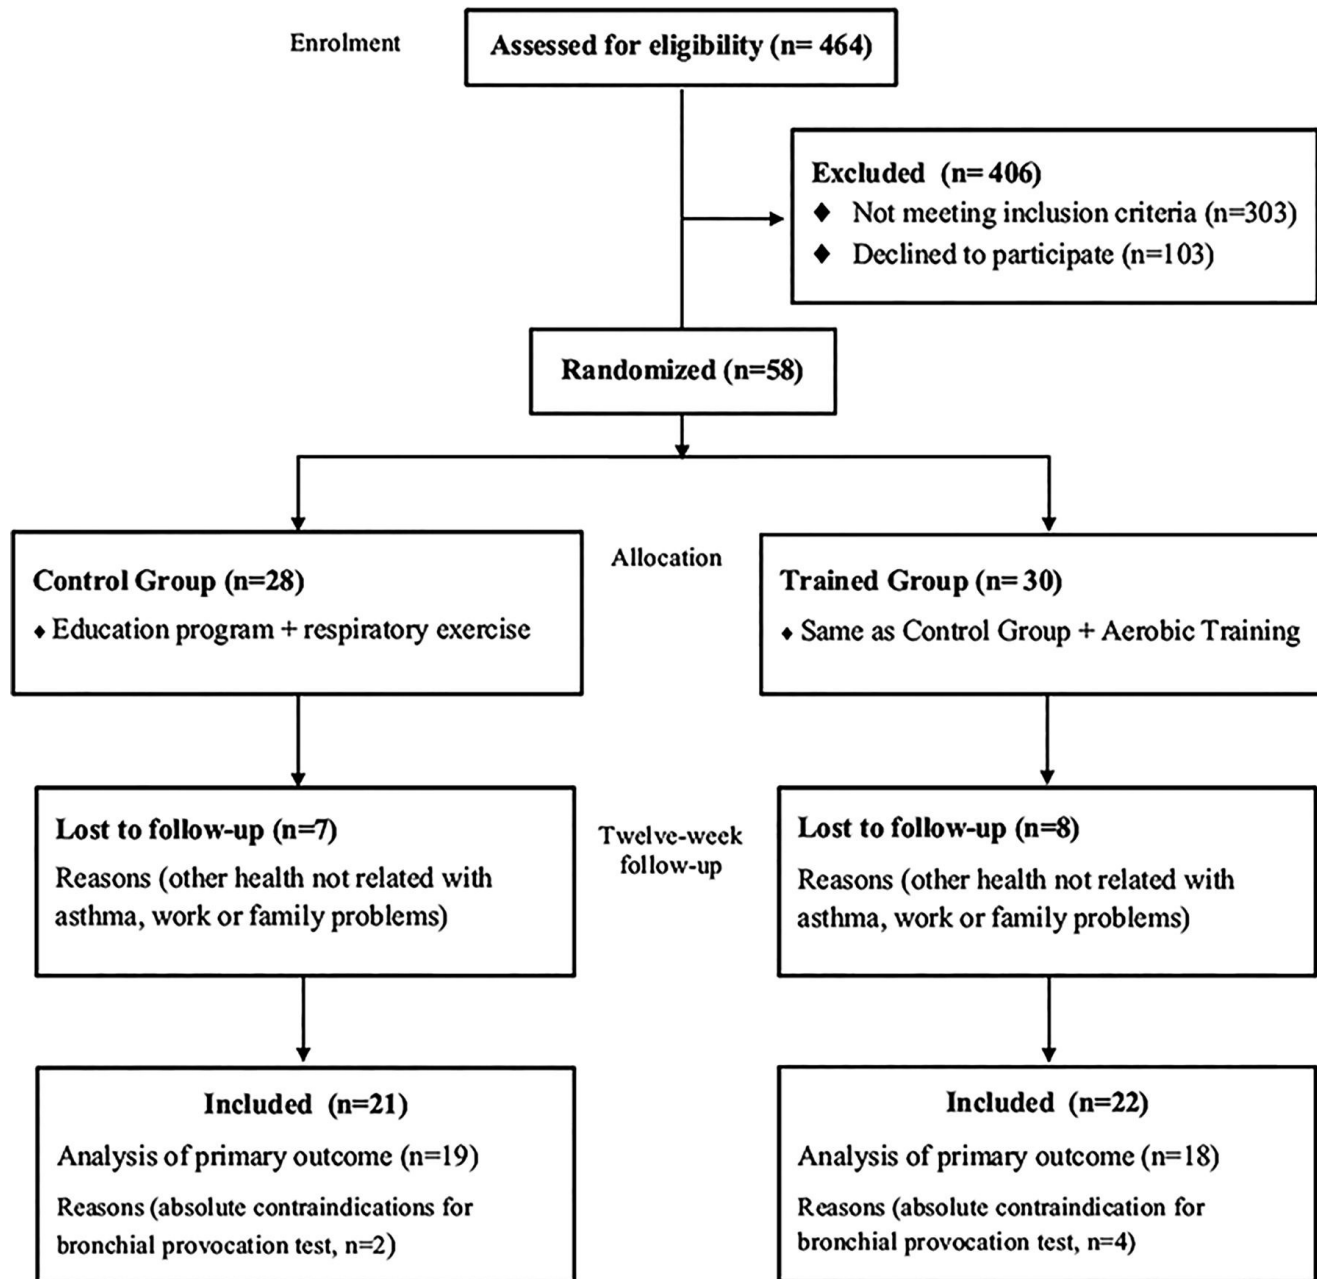 Enrolment
Assessed for eligibility (n= 464)
Excluded (n= 406)
♦ Not meeting inclusion criteria (n=303)
♦ Declined to participate (n=103)
Randomized (n=58)
Allocation
Control Group (n=28)
♦ Education program + respiratory exercise
Trained Group (n= 30)
♦ Same as Control Group + Aerobic Training
Lost to follow-up (n=7)
Reasons (other health not related with
asthma, work or family problems)
Twelve-week
follow-up
Lost to follow-up (n=8)
Reasons (other health not related with
asthma, work or family problems)
Included (n=21)
Analysis of primary outcome (n=19)
Reasons (absolute contraindications for
bronchial provocation test, n=2)
Included (n=22)
Analysis of primary outcome (n=18)
Reasons (absolute contraindication for
bronchial provocation test, n=4)